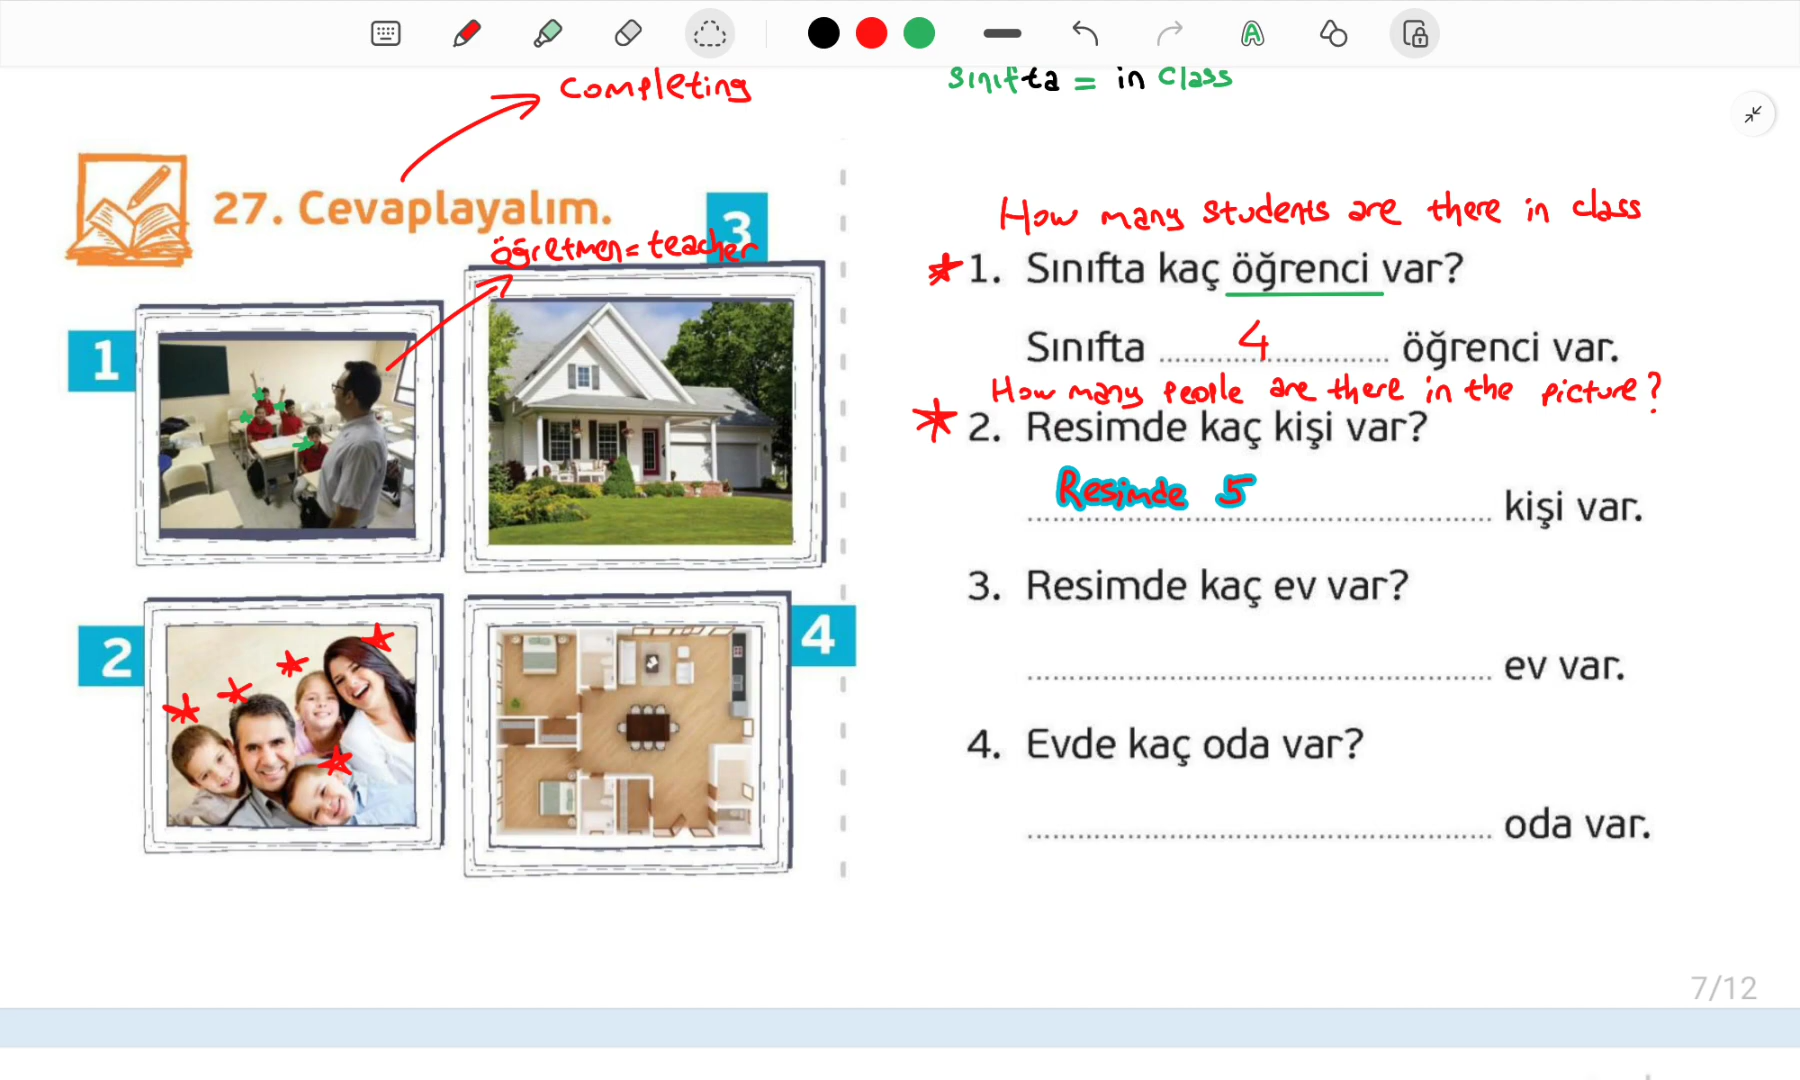 Completing
Sınıfta = in Class
27. Cevaplayalım.
3
öğretmen = teacher
1
2
4
How many students are there in class
1. Sınıfta kaç öğrenci var?
Sınıfta ........4........ öğrenci var.
How many people are there in the picture?
2. Resimde kaç kişi var?
Resimde 5 ........ kişi var.
3. Resimde kaç ev var?
........ ev var.
4. Evde kaç oda var?
........ oda var.
7/12